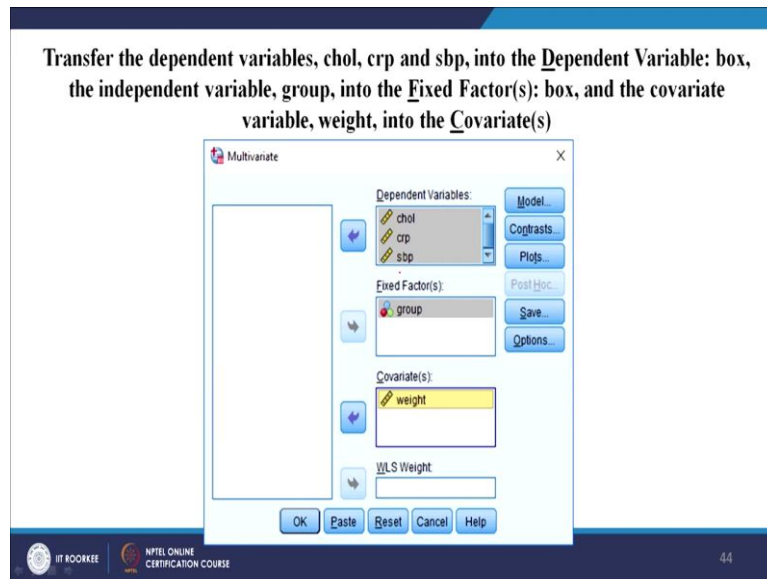 Transfer the dependent variables, chol, crp and sbp, into the Dependent Variable: box,
the independent variable, group, into the Fixed Factor(s): box, and the covariate
variable, weight, into the Covariate(s)
Multivariate
Dependent Variables:
chol
crp
sbp
Fixed Factor(s):
group
Covariate(s):
weight
WLS Weight:
Model...
Contrasts...
Plots...
Post Hoc...
Save...
Options...
OK Paste Reset Cancel Help
IIT ROORKEE
NPTEL ONLINE
CERTIFICATION COURSE
44